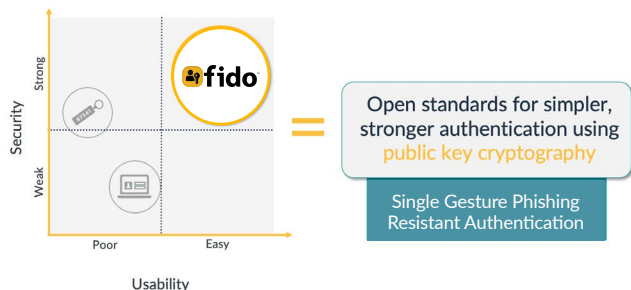 Security
Strong
Weak
fido
Poor
Easy
Usability
=
Open standards for simpler,
stronger authentication using
public key cryptography
Single Gesture Phishing
Resistant Authentication